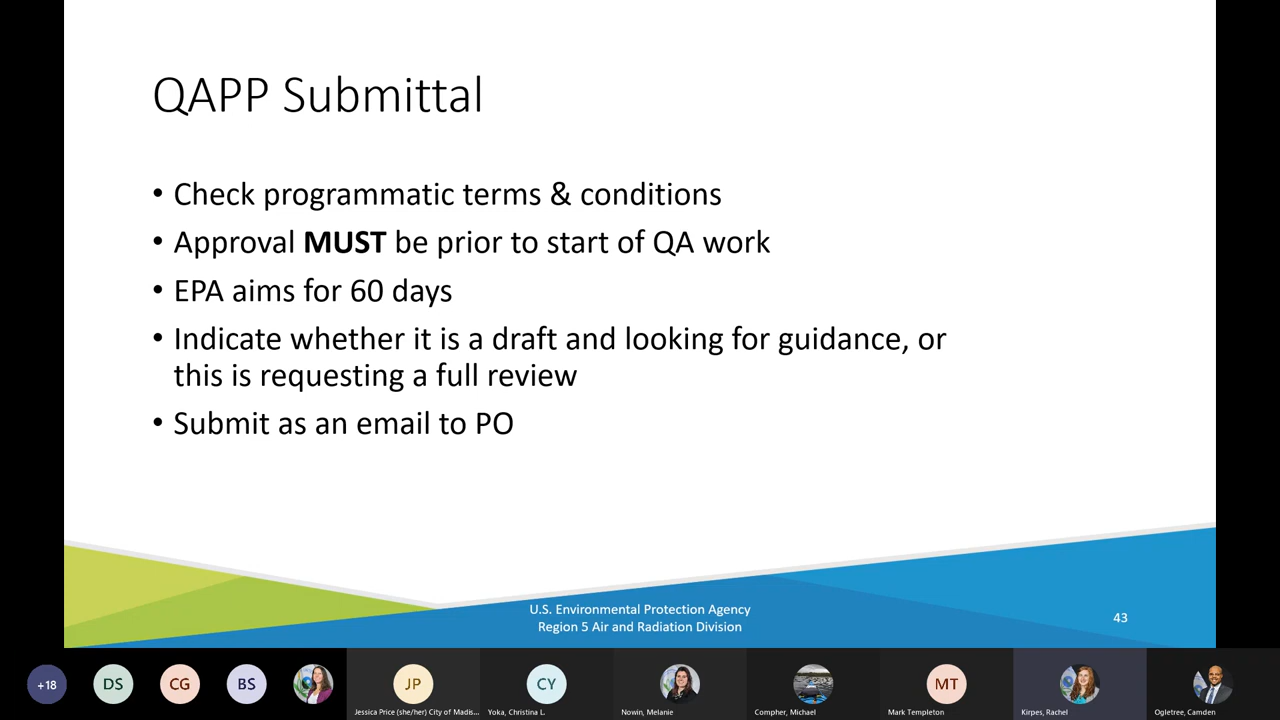 QAPP Submittal
• Check programmatic terms & conditions
• Approval MUST be prior to start of QA work
• EPA aims for 60 days
• Indicate whether it is a draft and looking for guidance, or
this is requesting a full review
• Submit as an email to PO
U.S. Environmental Protection Agency
Region 5 Air and Radiation Division
43
+18
DS
CG
BS
JP
CY
MT
Jessica Price (she/her) City of Madis...
Yoka, Christina L.
Nowin, Melanie
Compher, Michael
Mark Templeton
Kirpes, Rachel
Ogletree, Camden